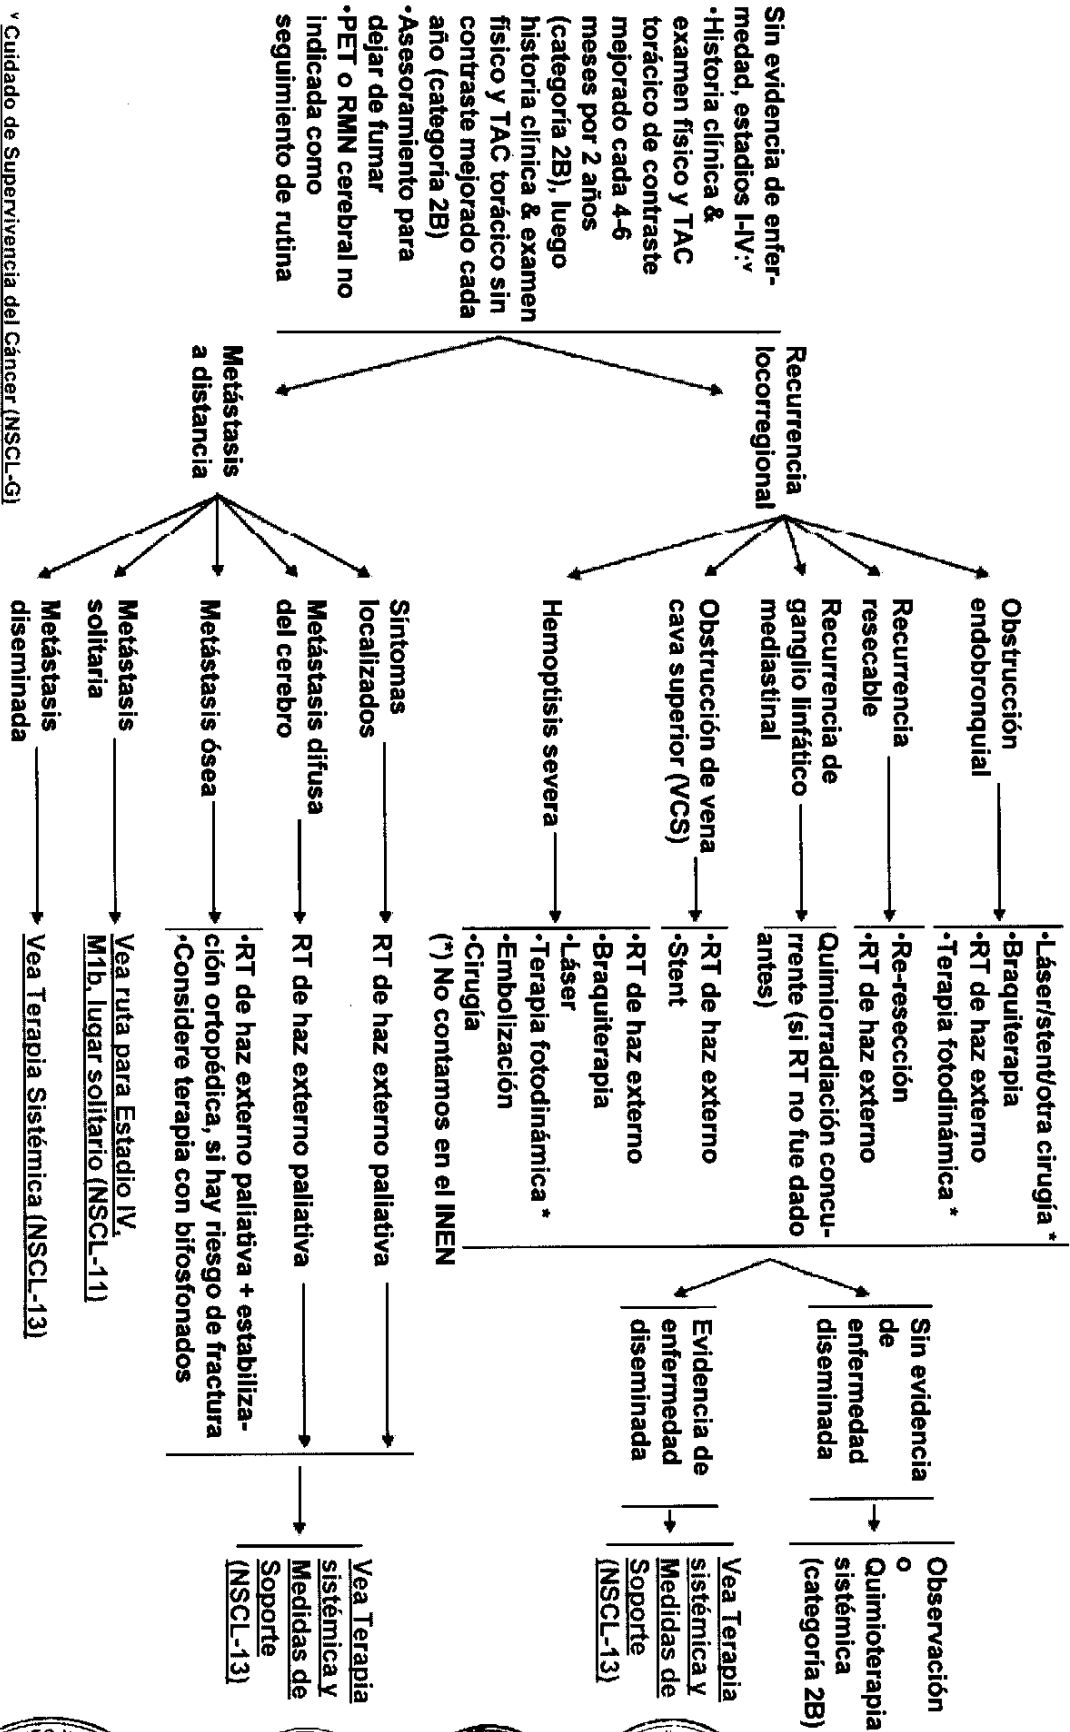 Sin evidencia de enfer-
medad, estadios I-IV:ᵛ
•Historia clínica &
examen físico y TAC
torácico de contraste
mejorado cada 4-6
meses por 2 años
(categoría 2B), luego
historia clínica & examen
físico y TAC torácico sin
contraste mejorado cada
año (categoría 2B)
•Asesoramiento para
dejar de fumar
•PET o RMN cerebral no
indicada como
seguimiento de rutina
Recurrencia
locorregional
Metástasis
a distancia
Obstrucción
endobronquial
Recurrencia
resecable
Recurrencia de
ganglio linfático
mediastinal
Obstrucción de vena
cava superior (VCS)
Hemoptisis severa
Síntomas
localizados
Metástasis difusa
del cerebro
Metástasis ósea
Metástasis
solitaria
Metástasis
diseminada
•Láser/stent/otra cirugía *
•Braquiterapia
•RT de haz externo
•Terapia fotodinámica *
•Re-resección
•RT de haz externo
Quimiorradiación concu-
rrente (si RT no fue dado
antes)
•RT de haz externo
•Stent
•RT de haz externo
•Braquiterapia
•Láser
•Terapia fotodinámica *
•Embolización
•Cirugía
(*) No contamos en el INEN
RT de haz externo paliativa
RT de haz externo paliativa
•RT de haz externo paliativa + estabiliza-
ción ortopédica, si hay riesgo de fractura
•Considere terapia con bifosfonados
Vea ruta para Estadio IV,
M1b, lugar solitario (NSCL-11)
Vea Terapia Sistémica (NSCL-13)
Sin evidencia
de
enfermedad
diseminada
Evidencia de
enfermedad
diseminada
Observación
o
Quimioterapia
sistémica
(categoría 2B)
Vea Terapia
sistémica y
Medidas de
Soporte
(NSCL-13)
Vea Terapia
sistémica y
Medidas de
Soporte
(NSCL-13)
ᵛ Cuidado de Supervivencia del Cáncer (NSCL-G)